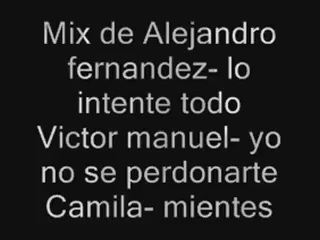 Mix de Alejandro
fernandez- lo
intente todo
Victor manuel- yo
no se perdonarte
Camila- mientes